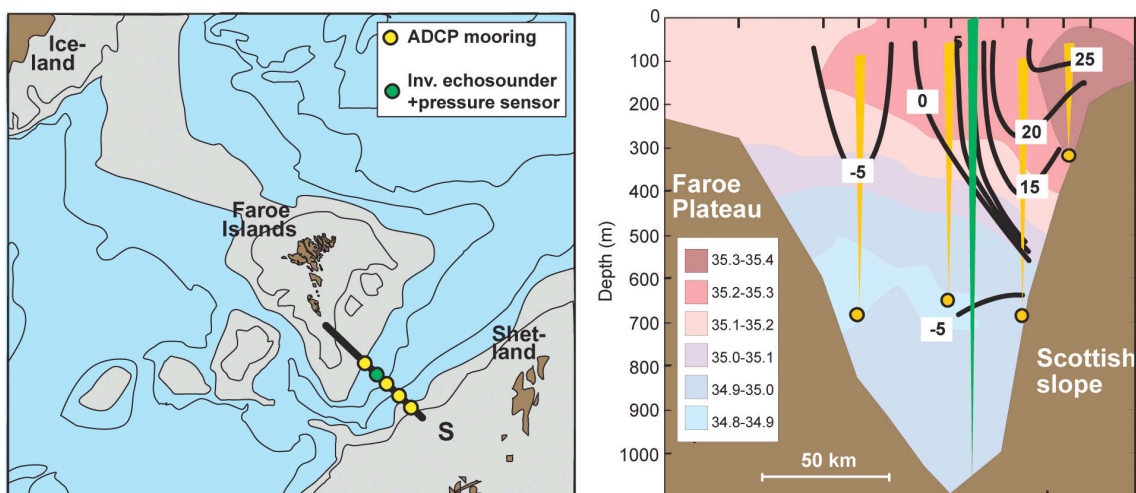 Ice-
land
ADCP mooring
Inv. echosounder
+pressure sensor
Faroe
Islands
Shet-
land
S
0
100
200
300
400
500
600
700
800
900
1000
Depth (m)
5
25
0
20
-5
15
-5
Faroe
Plateau
Scottish
slope
35.3-35.4
35.2-35.3
35.1-35.2
35.0-35.1
34.9-35.0
34.8-34.9
50 km